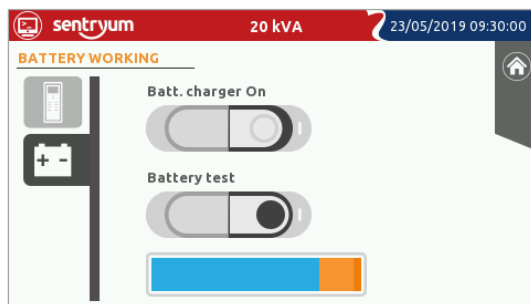 sentryum 20 kVA 23/05/2019 09:30:00
BATTERY WORKING
Batt. charger On
Battery test